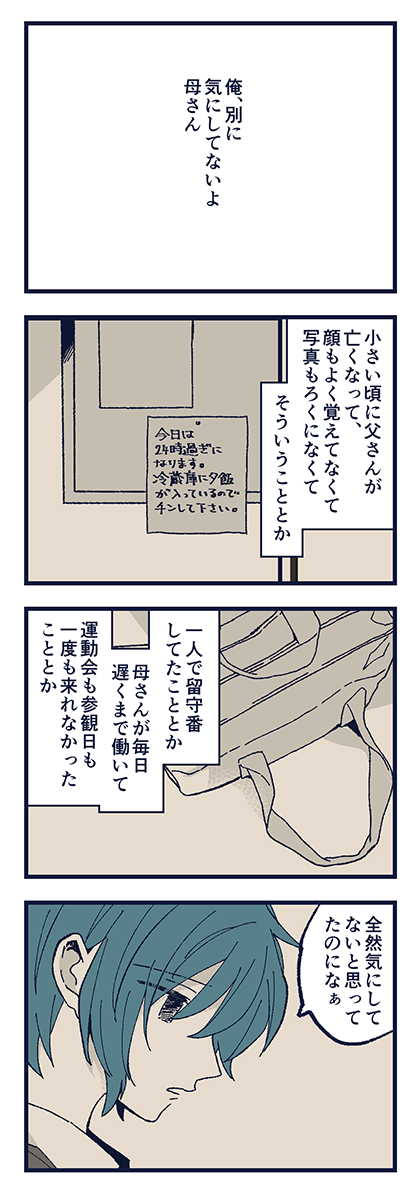 俺、別に
気にしてないよ
母さん
小さい頃に父さんが
亡くなって、
顔もよく覚えてなくて
写真もろくになくて
そういうこととか
今日は
24時過ぎに
なります。
冷蔵庫に夕飯
が入っているので
チンして下さい。
一人で留守番
してたこととか
母さんが毎日
遅くまで働いて
運動会も参観日も
一度も来れなかった
こととか
全然気にして
ないと思って
たのになぁ